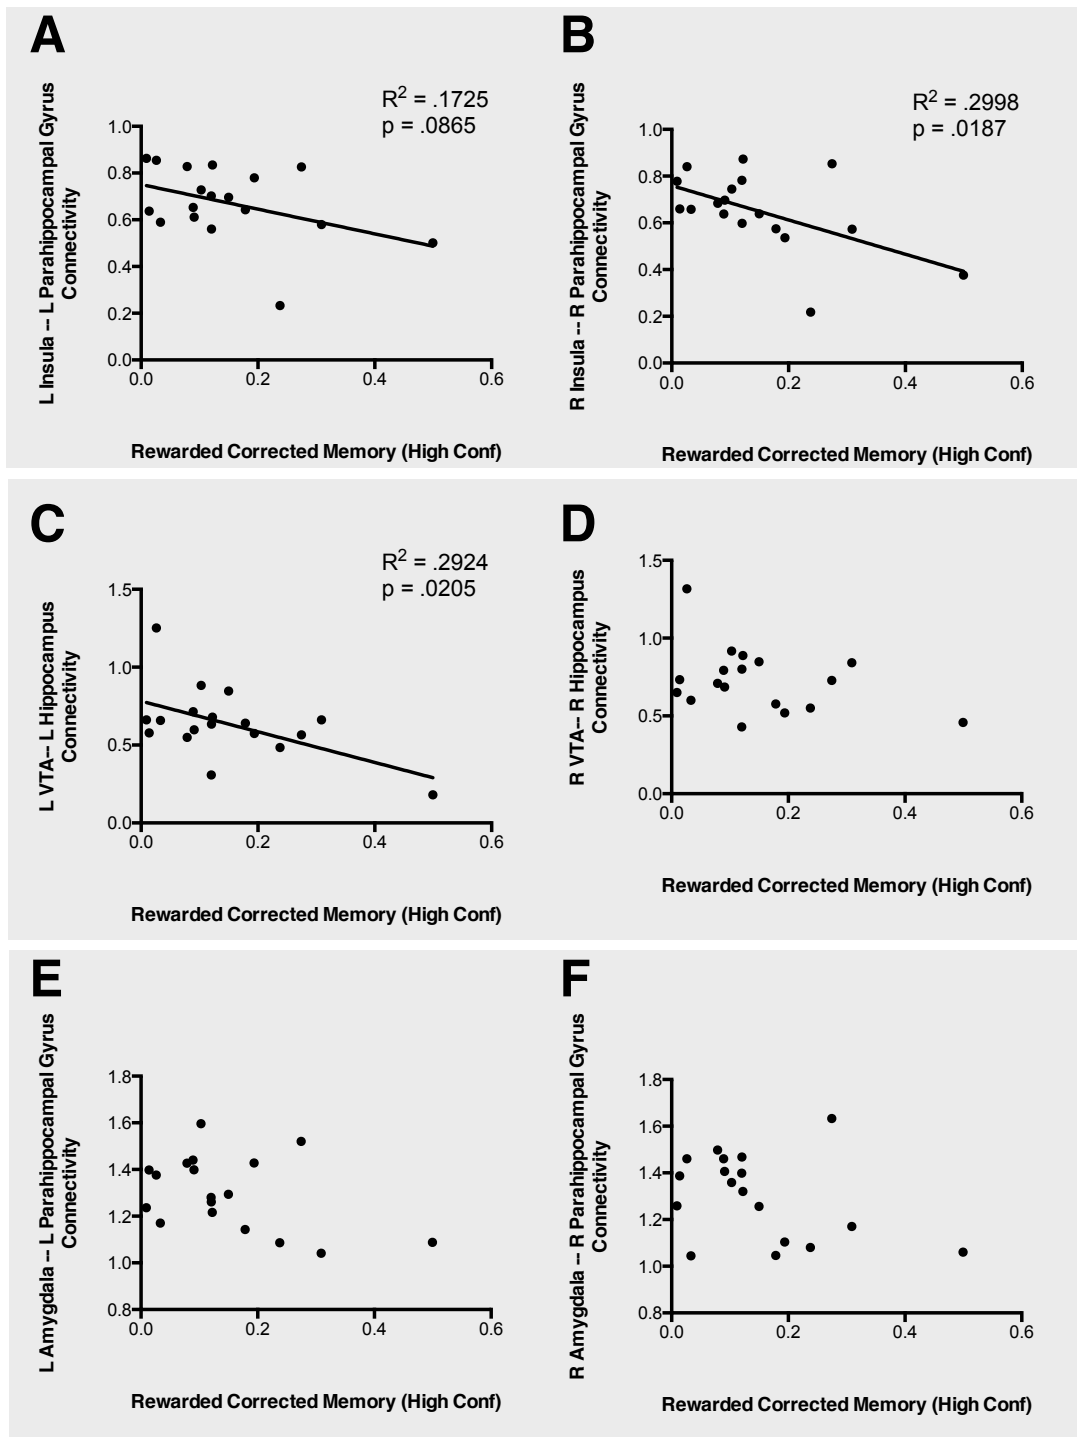 A
L Insula -- L Parahippocampal Gyrus
Connectivity
R2 = .1725
p = .0865
1.0
0.8
0.6
0.4
0.2
0.0
0.0 0.2 0.4 0.6
Rewarded Corrected Memory (High Conf)
B
R Insula -- R Parahippocampal Gyrus
Connectivity
R2 = .2998
p = .0187
1.0
0.8
0.6
0.4
0.2
0.0
0.0 0.2 0.4 0.6
Rewarded Corrected Memory (High Conf)
C
L VTA-- L Hippocampus
Connectivity
R2 = .2924
p = .0205
1.5
1.0
0.5
0.0
0.0 0.2 0.4 0.6
Rewarded Corrected Memory (High Conf)
D
R VTA-- R Hippocampus
Connectivity
1.5
1.0
0.5
0.0
0.0 0.2 0.4 0.6
Rewarded Corrected Memory (High Conf)
E
L Amygdala -- L Parahippocampal Gyrus
Connectivity
1.8
1.6
1.4
1.2
1.0
0.8
0.0 0.2 0.4 0.6
Rewarded Corrected Memory (High Conf)
F
R Amygdala -- R Parahippocampal Gyrus
Connectivity
1.8
1.6
1.4
1.2
1.0
0.8
0.0 0.2 0.4 0.6
Rewarded Corrected Memory (High Conf)